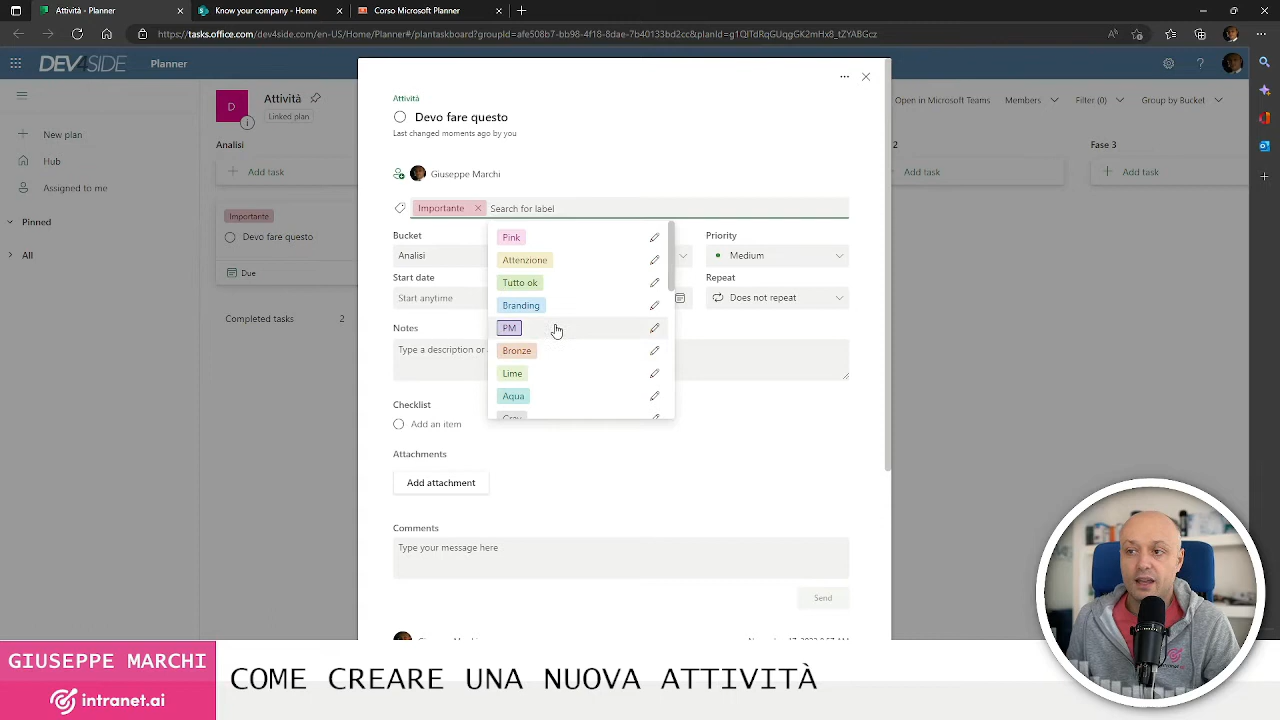 Attività - Planner
Know your company - Home
Corso Microsoft Planner
https://tasks.office.com/dev4side.com/en-US/Home/Planner#/plantaskboard?groupId=afe508b7-bb98-4f18-8dae-7b40133bd2cc&planId=g1QITdRqGUqgGK2mHx8_tZYABGUc
DEV4SIDE
Planner
New plan
Hub
Assigned to me
Pinned
All
D
Attività
Linked plan
Open in Microsoft Teams
Members
Filter (0)
Group by Bucket
Analisi
Add task
Importante
Devo fare questo
Due
Completed tasks
2
2
Add task
Fase 3
Add task
Attività
Devo fare questo
Last changed moments ago by you
Giuseppe Marchi
Importante
Search for label
Pink
Attenzione
Tutto ok
Branding
PM
Bronze
Lime
Aqua
Gray
Bucket
Analisi
Priority
Medium
Start date
Start anytime
Repeat
Does not repeat
Notes
Type a description or
Checklist
Add an item
Attachments
Add attachment
Comments
Type your message here
Send
GIUSEPPE MARCHI
intranet.ai
COME CREARE UNA NUOVA ATTIVITÀ